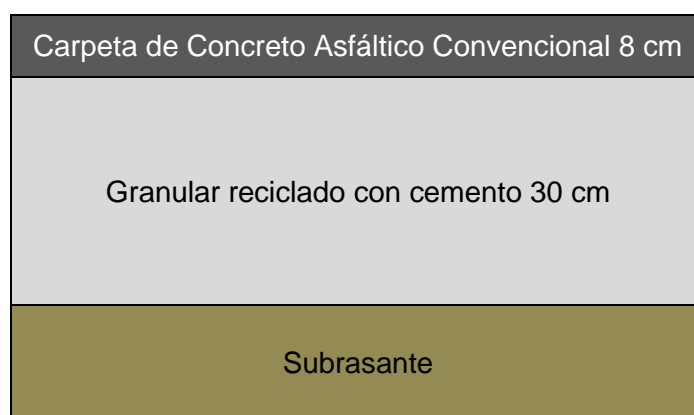 Carpeta de Concreto Asfáltico Convencional 8 cm
Granular reciclado con cemento 30 cm
Subrasante